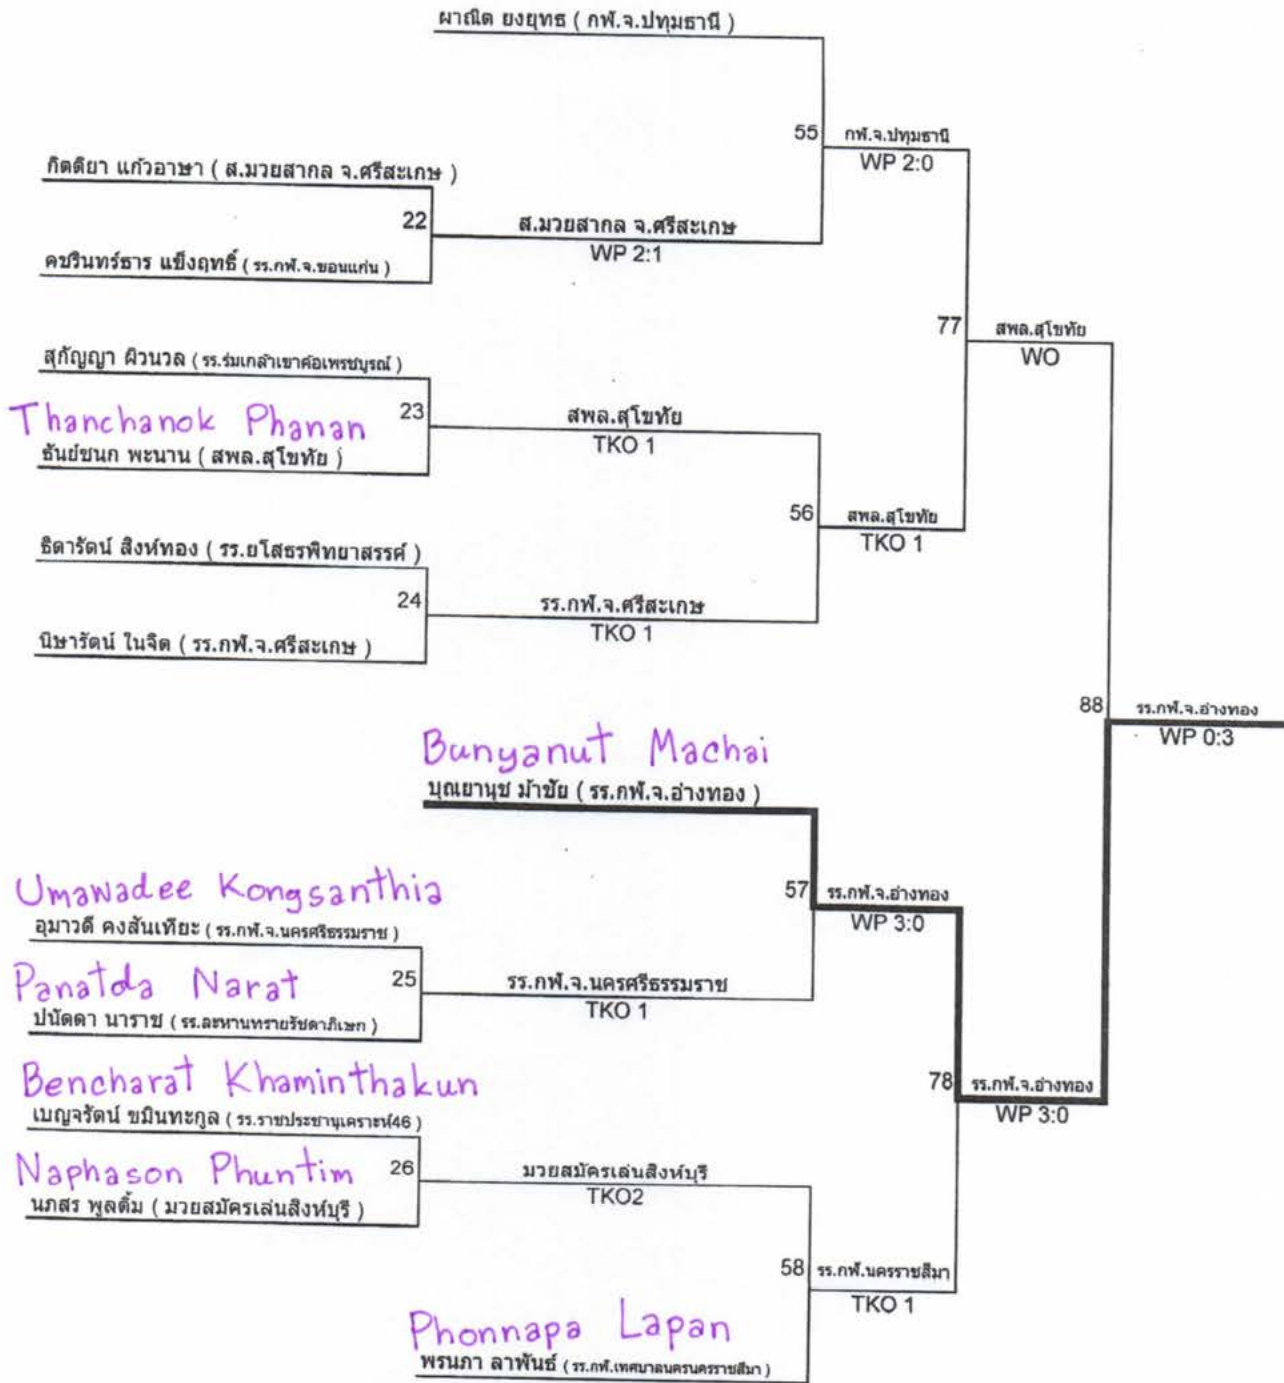 ผาณิต ยงยุทธ ( กฬ.จ.ปทุมธานี )
55
กฬ.จ.ปทุมธานี
WP 2:0
กิตติยา แก้วอาษา ( ส.มวยสากล จ.ศรีสะเกษ )
22
ส.มวยสากล จ.ศรีสะเกษ
WP 2:1
คชรินทร์ธาร แข็งฤทธิ์ ( รร.กฬ.จ.ขอนแก่น )
77
สพล.สุโขทัย
WO
สุกัญญา ผิวนวล ( รร.ร่มเกล้าเขาค้อเพรชบูรณ์ )
Thanchanok Phanan
23
สพล.สุโขทัย
TKO 1
ธันย์ชนก พะนาน ( สพล.สุโขทัย )
56
สพล.สุโขทัย
TKO 1
ธิดารัตน์ สิงห์ทอง ( รร.ยโสธรพิทยาสรรค์ )
24
รร.กฬ.จ.ศรีสะเกษ
TKO 1
นิษารัตน์ ในจิต ( รร.กฬ.จ.ศรีสะเกษ )
88
รร.กฬ.จ.อ่างทอง
WP 0:3
Bunyanut Machai
บุณยานุช ม้าชัย ( รร.กฬ.จ.อ่างทอง )
57
รร.กฬ.จ.อ่างทอง
WP 3:0
Umawadee Kongsanthia
อุมาวดี คงสันเทียะ ( รร.กฬ.จ.นครศรีธรรมราช )
Panatda Narat
25
รร.กฬ.จ.นครศรีธรรมราช
TKO 1
ปนัดดา นาราช ( รร.ละหานทรายรัชดาภิเษก )
Bencharat Khaminthakun
78
รร.กฬ.จ.อ่างทอง
WP 3:0
เบญจรัตน์ ขมินทะกูล ( รร.ราชประชานุเคราะห์46 )
Naphason Phuntim
26
มวยสมัครเล่นสิงห์บุรี
TKO2
นภสร พูลติ้ม ( มวยสมัครเล่นสิงห์บุรี )
58
รร.กฬ.นครราชสีมา
TKO 1
Phonnapa Lapan
พรนภา ลาพันธ์ ( รร.กฬ.เทศบาลนครนครราชสีมา )